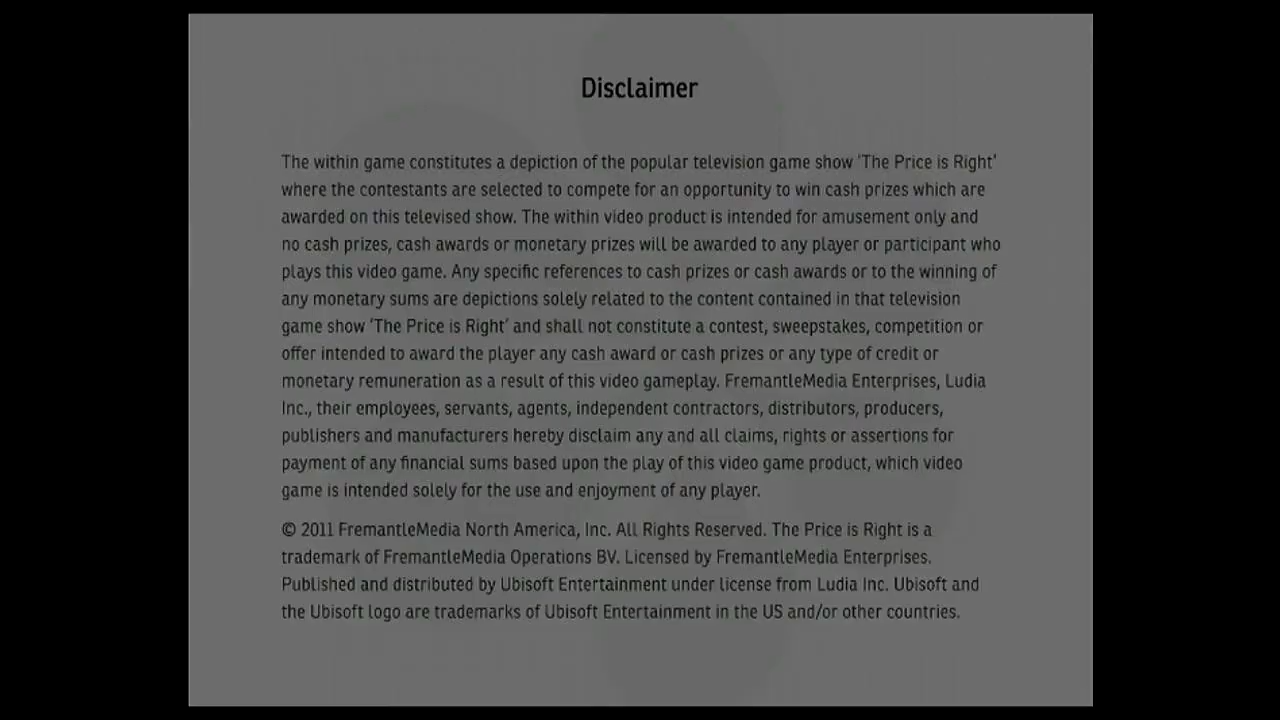 Disclaimer
The within game constitutes a depiction of the popular television game show 'The Price is Right'
where the contestants are selected to compete for an opportunity to win cash prizes which are
awarded on this televised show. The within video product is intended for amusement only and
no cash prizes, cash awards or monetary prizes will be awarded to any player or participant who
plays this video game. Any specific references to cash prizes or cash awards or to the winning of
any monetary sums are depictions solely related to the content contained in that television
game show 'The Price is Right' and shall not constitute a contest, sweepstakes, competition or
offer intended to award the player any cash award or cash prizes or any type of credit or
monetary remuneration as a result of this video gameplay. FremantleMedia Enterprises, Ludia
Inc., their employees, servants, agents, independent contractors, distributors, producers,
publishers and manufacturers hereby disclaim any and all claims, rights or assertions for
payment of any financial sums based upon the play of this video game product, which video
game is intended solely for the use and enjoyment of any player.
© 2011 FremantleMedia North America, Inc. All Rights Reserved. The Price is Right is a
trademark of FremantleMedia Operations BV. Licensed by FremantleMedia Enterprises.
Published and distributed by Ubisoft Entertainment under license from Ludia Inc. Ubisoft and
the Ubisoft logo are trademarks of Ubisoft Entertainment in the US and/or other countries.